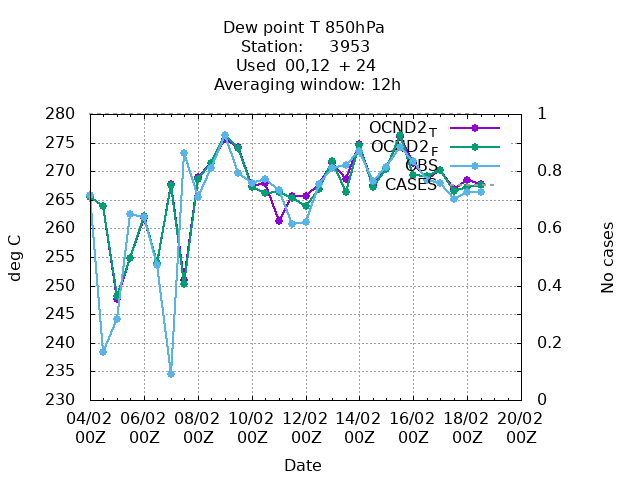 Dew point T 850hPa
Station: 3953
Used 00,12 + 24
Averaging window: 12h
280 1
OCND2T
275
OCND2F
OBS
270 0.8
CASES
265
260 0.6
255
deg C
No cases
250 0.4
245
240 0.2
235
230 0
04/02 06/02 08/02 10/02 12/02 14/02 16/02 18/02 20/02
00Z 00Z 00Z 00Z 00Z 00Z 00Z 00Z 00Z
Date